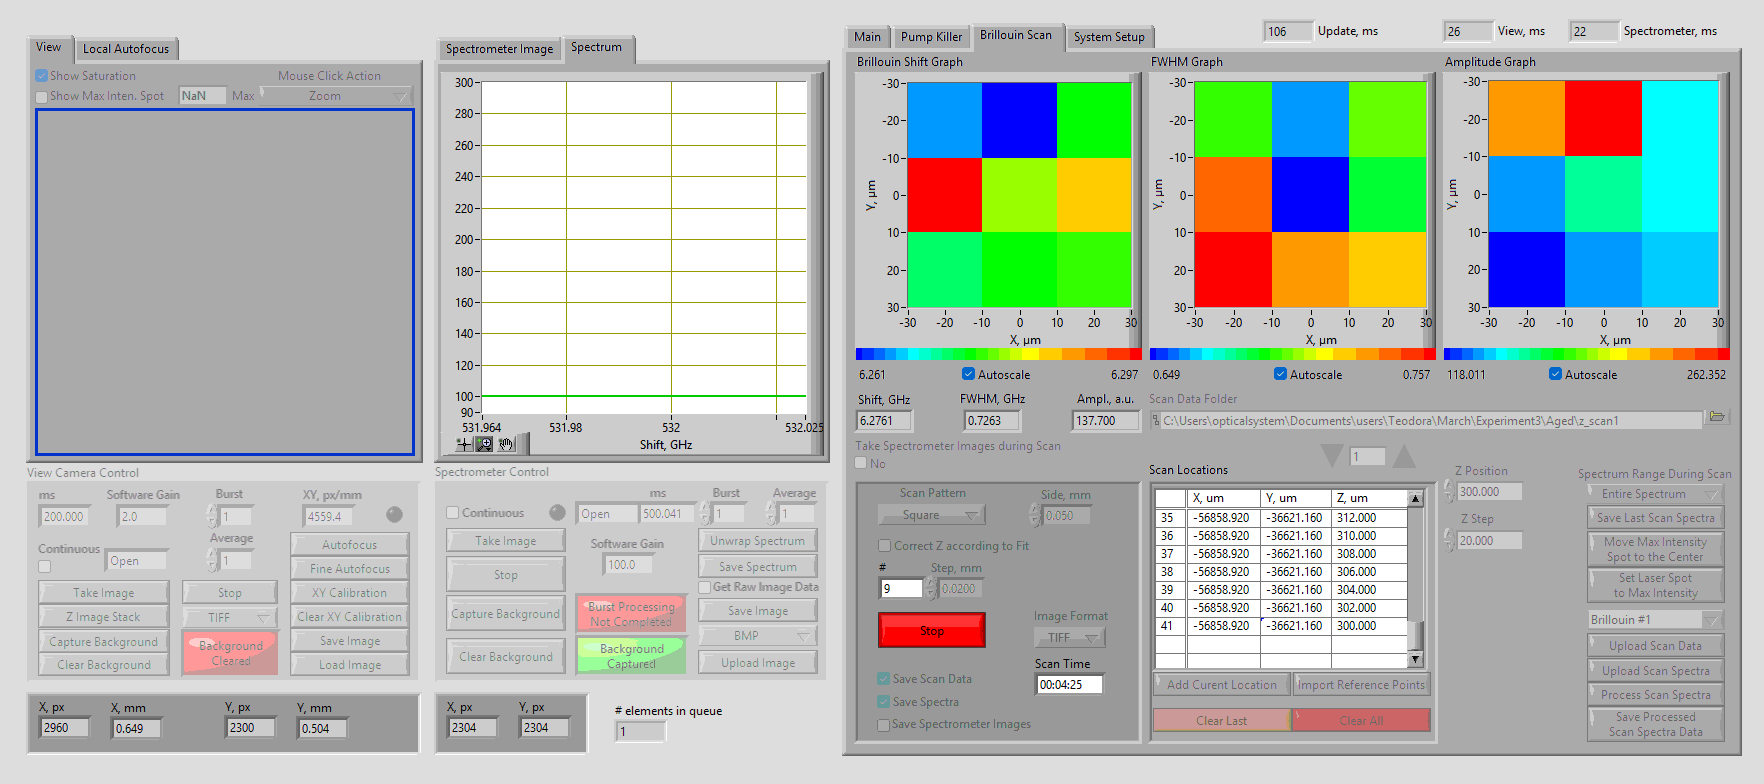 View
Local Autofocus
Show Saturation
Mouse Click Action
Show Max Inten. Spot
NaN
Max
Zoom
Spectrometer Image
Spectrum
300
280
260
240
220
200
180
160
140
120
100
90
531.964
531.98
532
532.025
Shift, GHz
View Camera Control
ms
Software Gain
Burst
XY, px/mm
200.000
2.0
1
4559.4
Continuous
Open
Average
1
Autofocus
Fine Autofocus
Take Image
Stop
XY Calibration
Z Image Stack
TIFF
Clear XY Calibration
Capture Background
Background
Cleared
Save Image
Clear Background
Load Image
X, px
X, mm
Y, px
Y, mm
2960
0.649
2300
0.504
Spectrometer Control
ms
Burst
Average
Continuous
Open
500.041
1
1
Take Image
Software Gain
100.0
Unwrap Spectrum
Stop
Save Spectrum
Get Raw Image Data
Capture Background
Burst Processing
Not Completed
Save Image
BMP
Clear Background
Background
Captured
Upload Image
X, px
Y, px
2304
2304
# elements in queue
1
106
Update, ms
26
View, ms
22
Spectrometer, ms
Main
Pump Killer
Brillouin Scan
System Setup
Brillouin Shift Graph
-30
-20
-10
0
10
20
30
Y, µm
-30
-20
-10
0
10
20
30
X, µm
6.261
Autoscale
6.297
FWHM Graph
-30
-20
-10
0
10
20
30
Y, µm
-30
-20
-10
0
10
20
30
X, µm
0.649
Autoscale
0.757
Amplitude Graph
-30
-20
-10
0
10
20
30
Y, µm
-30
-20
-10
0
10
20
30
X, µm
118.011
Autoscale
262.352
Shift, GHz
FWHM, GHz
Ampl., a.u.
6.2761
0.7263
137.700
Scan Data Folder
C:\Users\opticalsystem\Documents\users\Teodora\March\Experiment3\Aged\z_scan1
Take Spectrometer Images during Scan
No
1
Scan Pattern
Side, mm
Square
0.050
Correct Z according to Fit
#
Step, mm
9
0.0200
Stop
Image Format
TIFF
Scan Time
00:04:25
Save Scan Data
Save Spectra
Save Spectrometer Images
Scan Locations
X, um
Y, um
Z, um
35 -56858.920 -36621.160 312.000
36 -56858.920 -36621.160 310.000
37 -56858.920 -36621.160 308.000
38 -56858.920 -36621.160 306.000
39 -56858.920 -36621.160 304.000
40 -56858.920 -36621.160 302.000
41 -56858.920 -36621.160 300.000
Add Curent Location
Import Reference Points
Clear Last
Clear All
Z Position
300.000
Z Step
20.000
Spectrum Range During Scan
Entire Spectrum
Save Last Scan Spectra
Move Max Intensity
Spot to the Center
Set Laser Spot
to Max Intensity
Brillouin #1
Upload Scan Data
Upload Scan Spectra
Process Scan Spectra
Save Processed
Scan Spectra Data